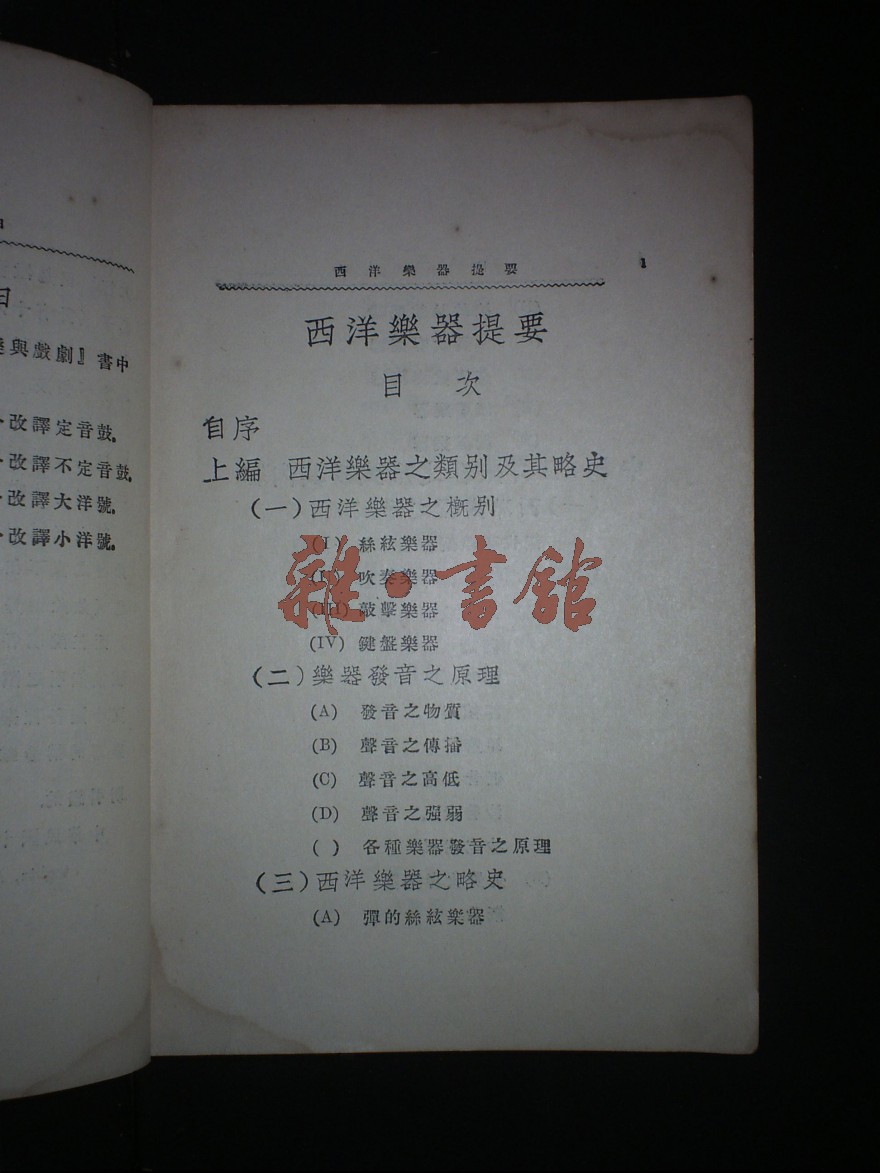 曰
與戲劇』書中
改譯定音鼓.
改譯不定音鼓.
改譯大洋號.
改譯小洋號.
西洋樂器提要
1
西洋樂器提要
目 次
自序
上編 西洋樂器之類別及其略史
(一)西洋樂器之概別
(I) 絲絃樂器
(II) 吹奏樂器
(III) 敲擊樂器
(IV) 鍵盤樂器
(二)樂器發音之原理
(A) 發音之物質
(B) 聲音之傳播
(C) 聲音之高低
(D) 聲音之强弱
( ) 各種樂器發音之原理
(三)西洋樂器之略史
(A) 彈的絲絃樂器
雜·書館